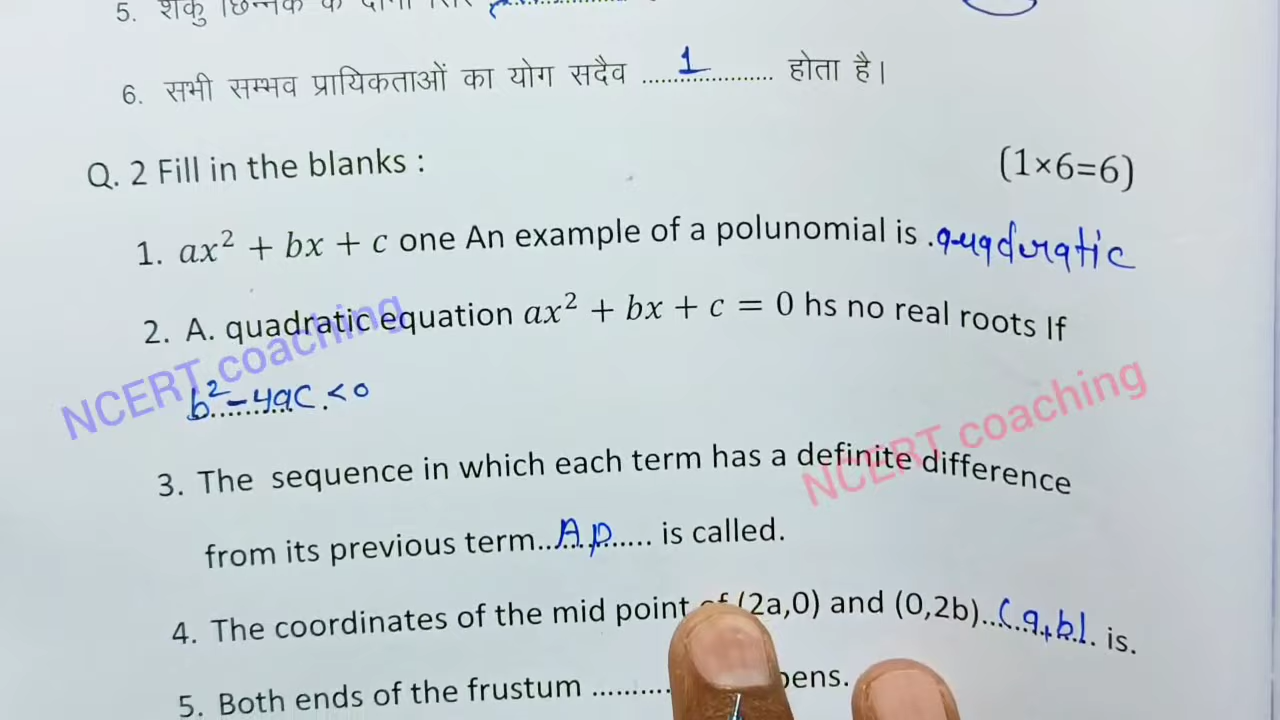 5. शंकु छिन्नक के दोनों सिरे
6. सभी सम्भव प्रायिकताओं का योग सदैव ..........1.......... होता है।
Q. 2 Fill in the blanks : (1×6=6)
1. ax² + bx + c one An example of a polunomial is .quadratic
2. A. quadratic equation ax² + bx + c = 0 hs no real roots If
b²-4ac<0
NCERT coaching
NCERT coaching
3. The sequence in which each term has a definite difference
from its previous term...A.P...... is called.
4. The coordinates of the mid point of (2a,0) and (0,2b)..(a,b). is.
5. Both ends of the frustum ..........